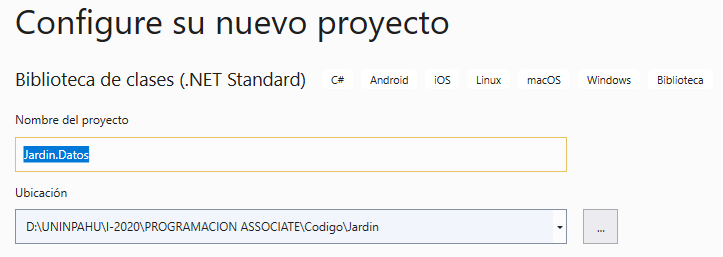 Configure su nuevo proyecto
Biblioteca de clases (.NET Standard) C# Android iOS Linux macOS Windows Biblioteca
Nombre del proyecto
Jardin.Datos
Ubicación
D:\UNINPAHU\I-2020\PROGRAMACION ASSOCIATE\Codigo\Jardin ...